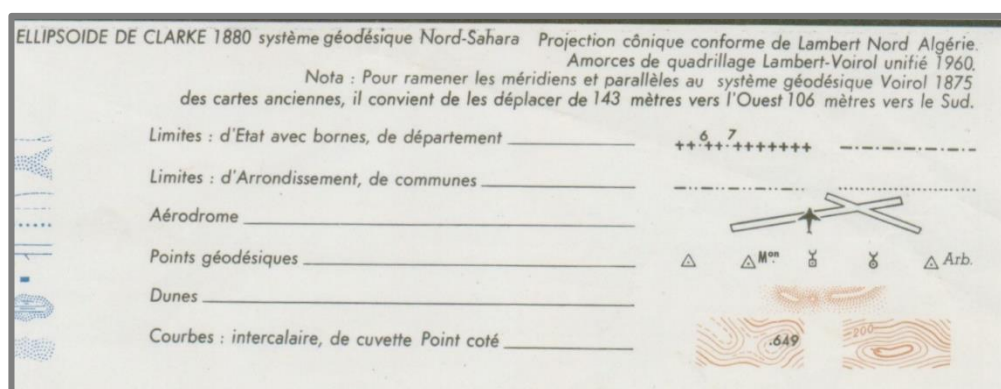 ELLIPSOIDE DE CLARKE 1880 système géodésique Nord-Sahara Projection cônique conforme de Lambert Nord Algérie.
Amorces de quadrillage Lambert-Voirol unifié 1960.
Nota : Pour ramener les méridiens et parallèles au système géodésique Voirol 1875
des cartes anciennes, il convient de les déplacer de 143 mètres vers l'Ouest 106 mètres vers le Sud.
Limites : d'Etat avec bornes, de département
6 7
Limites : d'Arrondissement, de communes
Aérodrome
Points géodésiques
Mon Arb.
Dunes
Courbes : intercalaire, de cuvette Point coté
.649 200